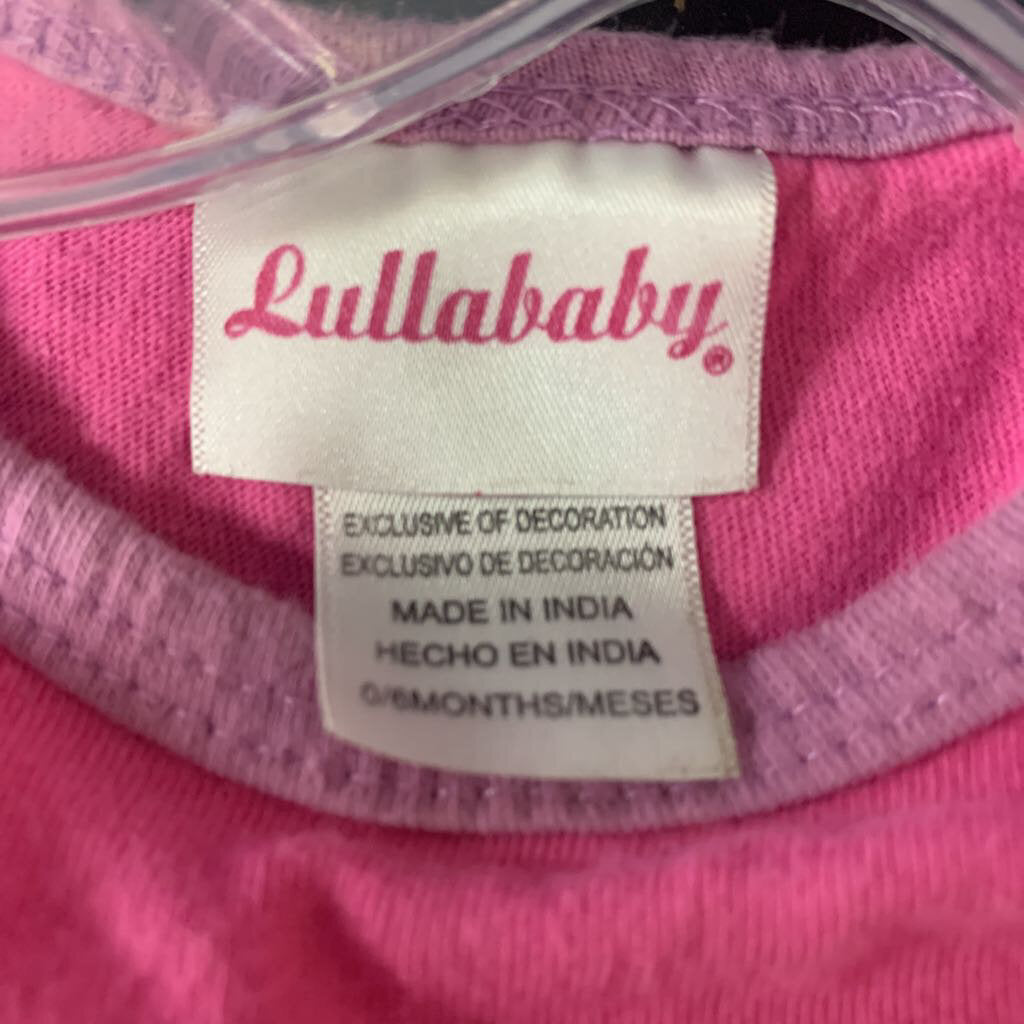 Lullababy®
EXCLUSIVE OF DECORATION
EXCLUSIVO DE DECORACIÓN
MADE IN INDIA
HECHO EN INDIA
0/6MONTHS/MESES